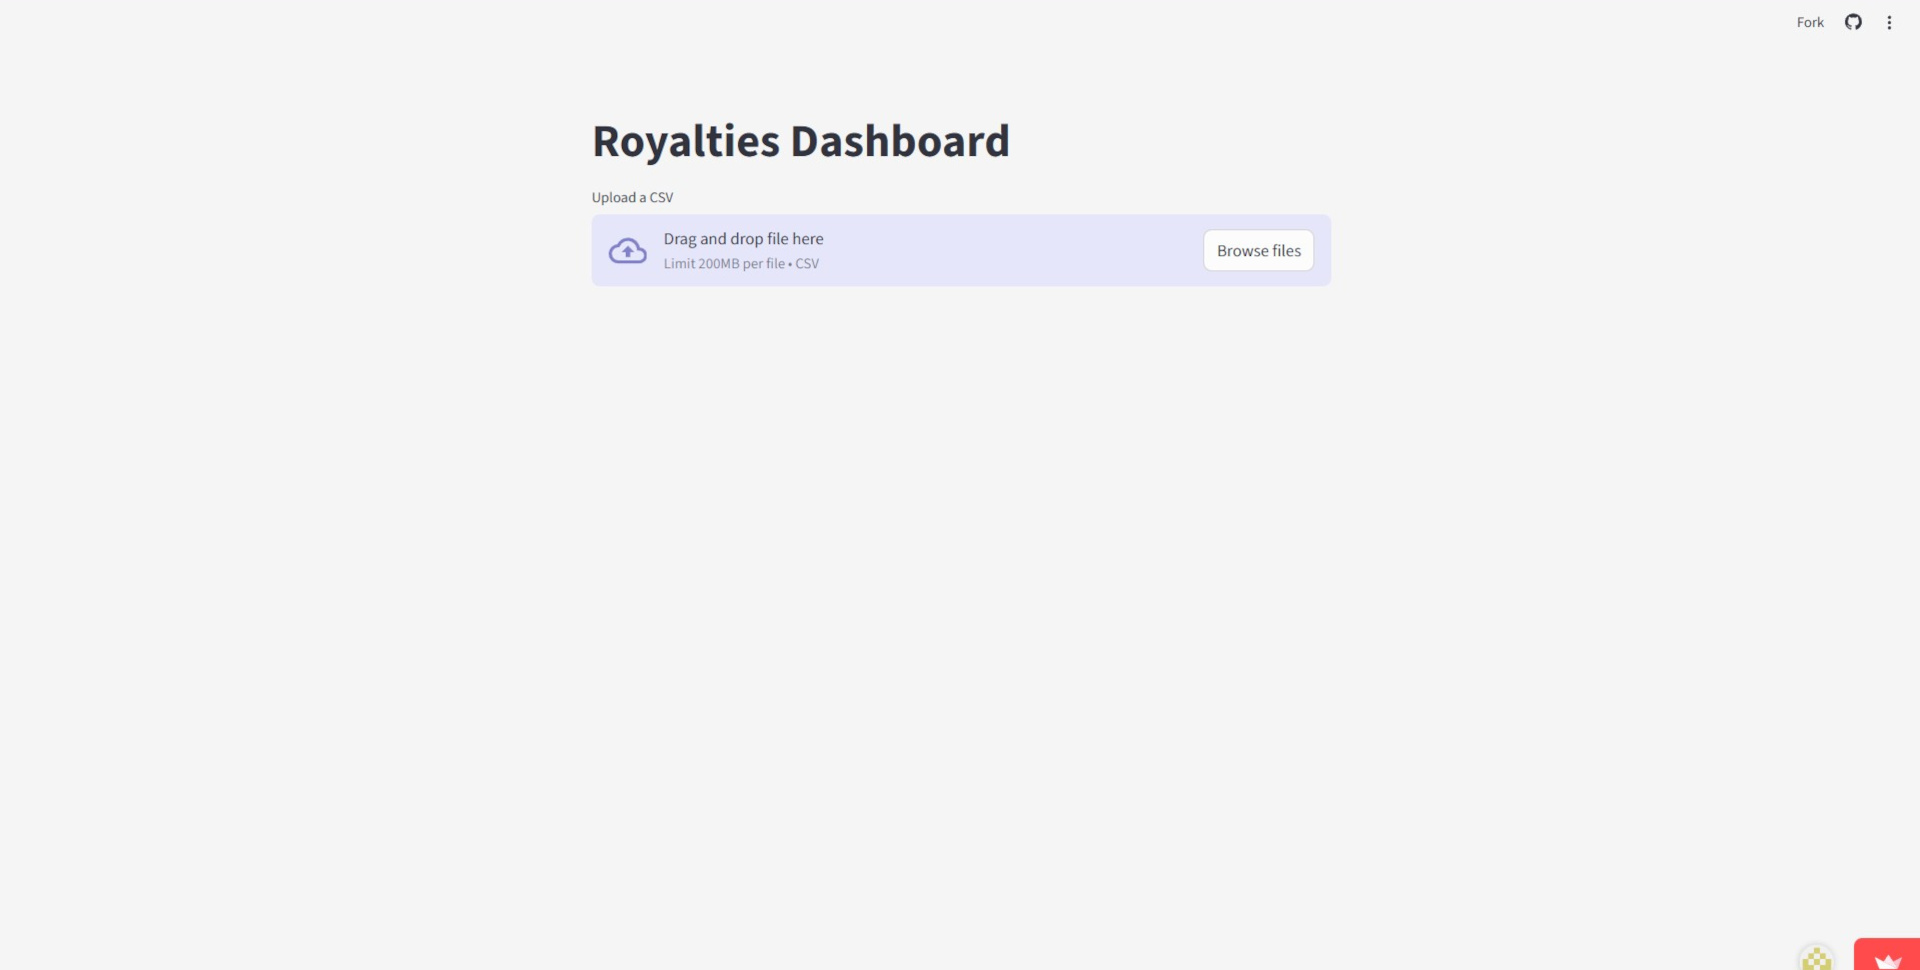 Fork
Royalties Dashboard
Upload a CSV
Drag and drop file here
Limit 200MB per file • CSV
Browse files